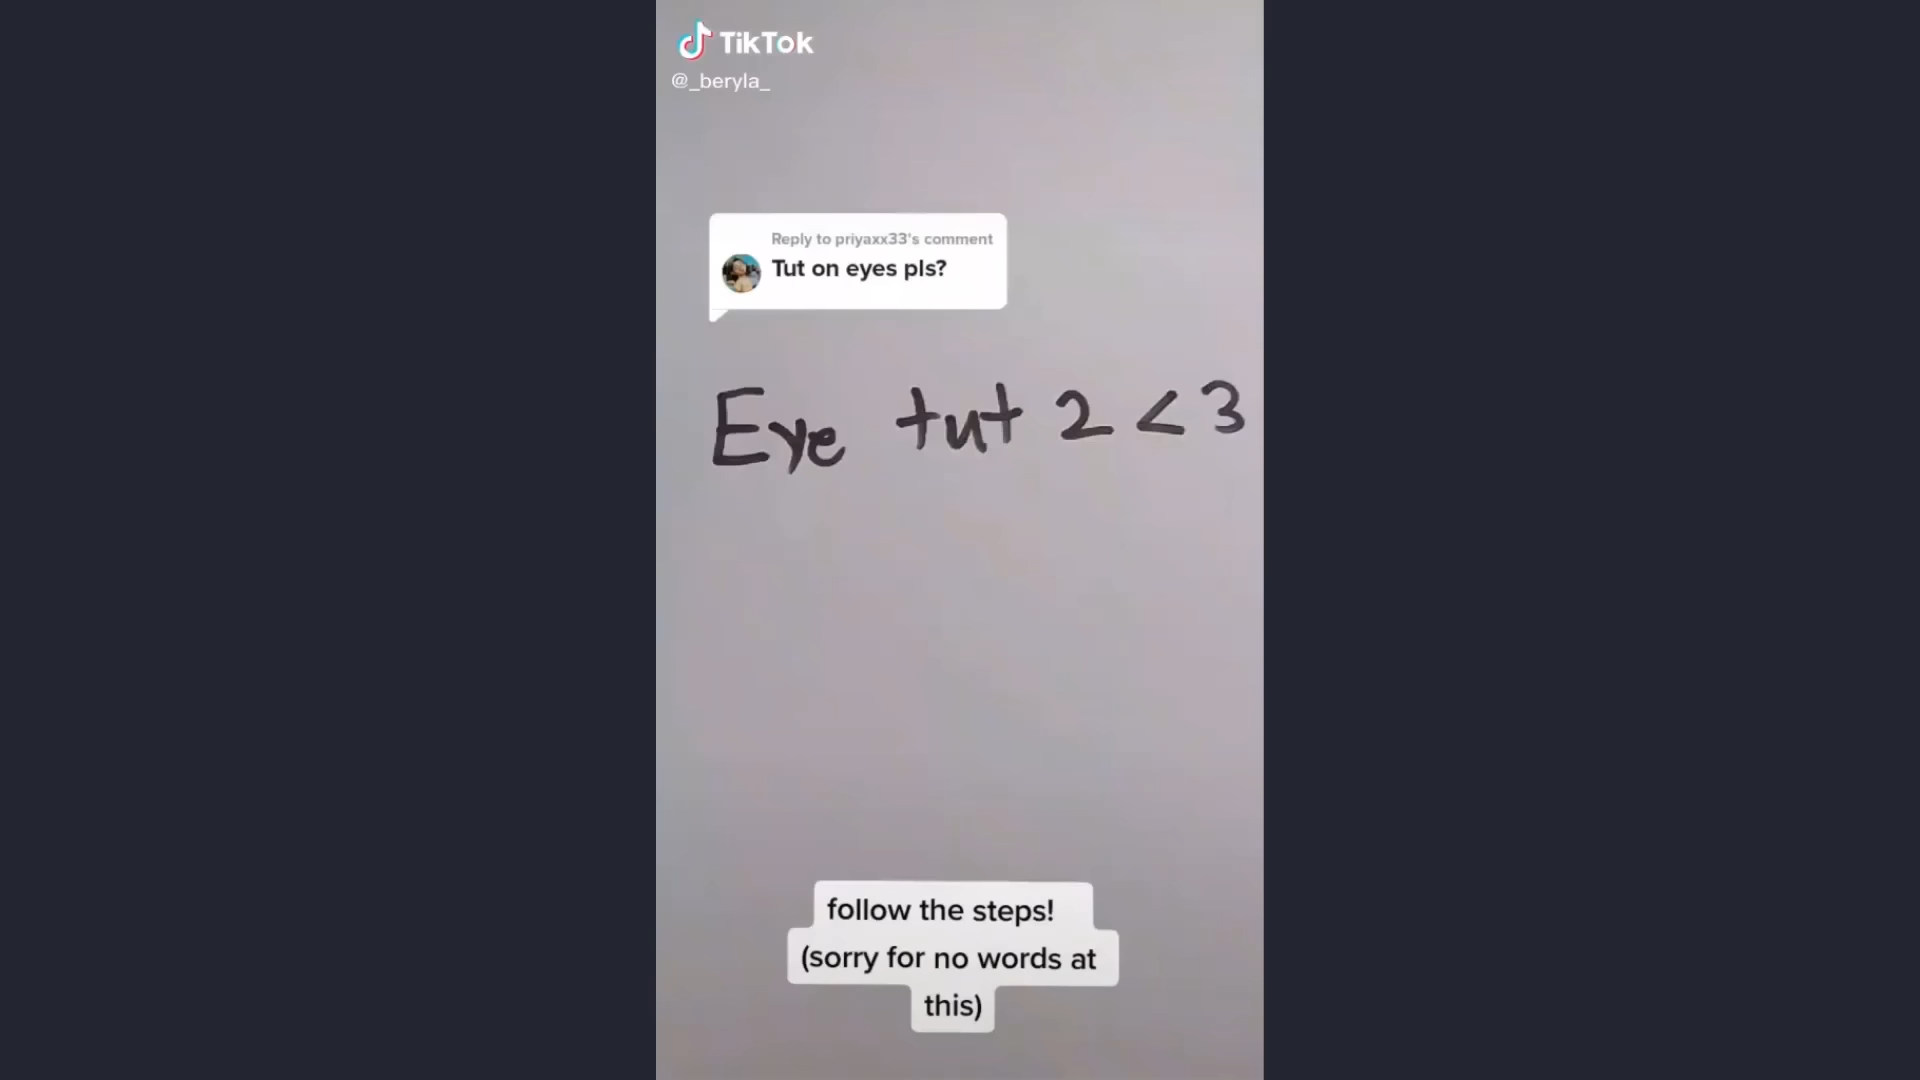 TikTok
@_beryla_
Reply to priyaxx33's comment
Tut on eyes pls?
Eye tut 2 <3
follow the steps!
(sorry for no words at
this)